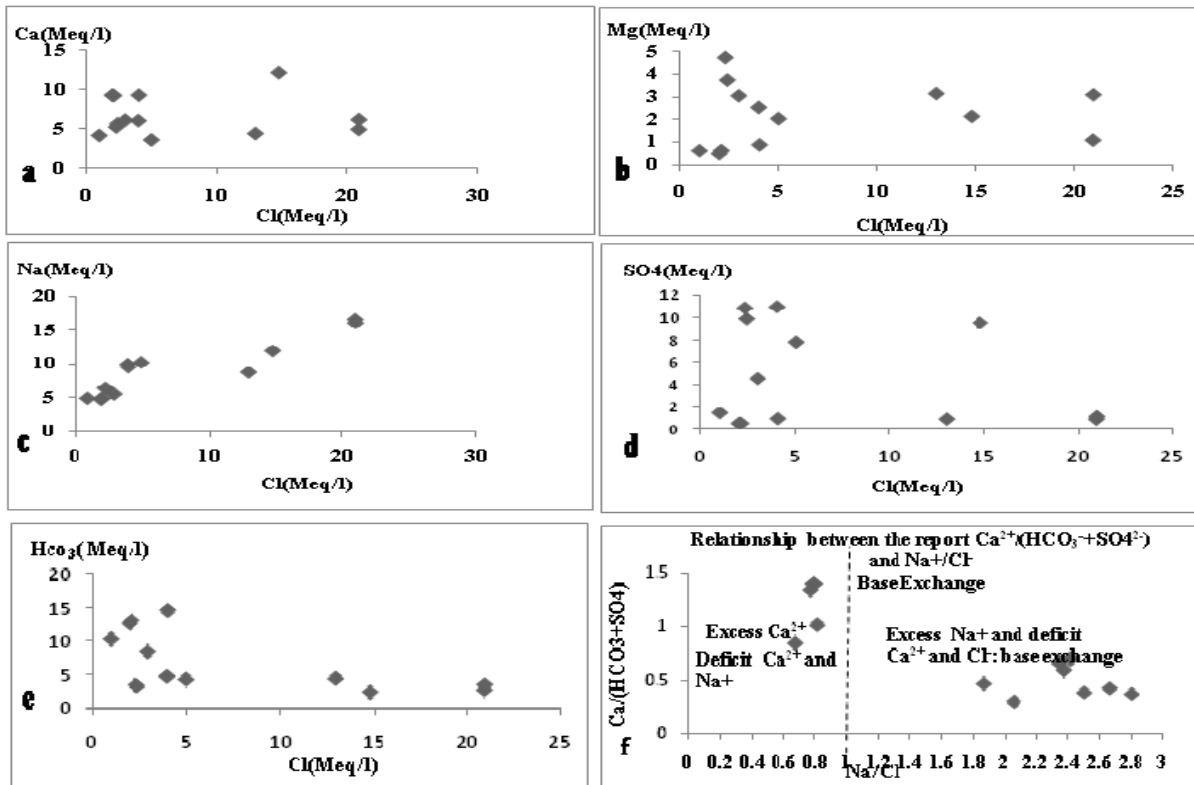 Ca(Meq/l)
15
10
5
0
0 10 20 30
Cl(Meq/l)
a
Mg(Meq/l)
5
4
3
2
1
0
0 5 10 15 20 25
Cl(Meq/l)
b
Na(Meq/l)
20
15
10
5
0
0 10 20 30
Cl(Meq/l)
c
SO4(Meq/l)
12
10
8
6
4
2
0
0 5 10 15 20 25
Cl(Meq/l)
d
Hco₃(Meq/l)
20
15
10
5
0
0 5 10 15 20 25
Cl(Meq/l)
e
Relationship between the report Ca²⁺/(HCO₃⁻+SO4²⁻)
and Na+/Cl-
Base Exchange
1.5
1
0.5
0
Ca/(HCO3+SO4)
Excess Ca²⁺
Deficit Ca²⁺ and
Na+
Excess Na+ and deficit
Ca²⁺ and Cl-: base exchange
0 0.2 0.4 0.6 0.8 1 1.2 1.4 1.6 1.8 2 2.2 2.4 2.6 2.8 3
Na/Cl
f